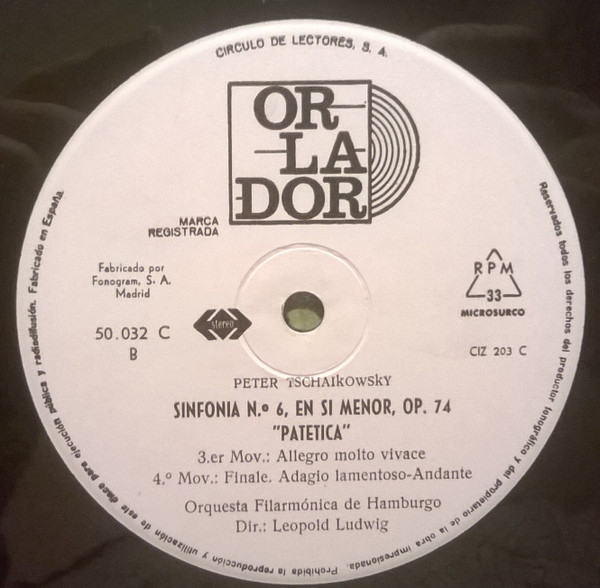 CIRCULO DE LECTORES, S. A.
OR-
-LA-
DOR
MARCA
REGISTRADA
Fabricado por
Fonogram, S. A.
Madrid
50.032 C
B
stereo
RPM
33
MICROSURCO
CIZ 203 C
PETER TSCHAIKOWSKY
SINFONIA N.º 6, EN SI MENOR, OP. 74
"PATETICA"
3.er Mov.: Allegro molto vivace
4.º Mov.: Finale. Adagio lamentoso-Andante
Orquesta Filarmónica de Hamburgo
Dir.: Leopold Ludwig
Reservados todos los derechos del productor fonográfico y del propietario de la obra impresionada. Prohibida la reproducción y utilización de este disco para ejecución pública y radiodifusión. Fabricado en España.